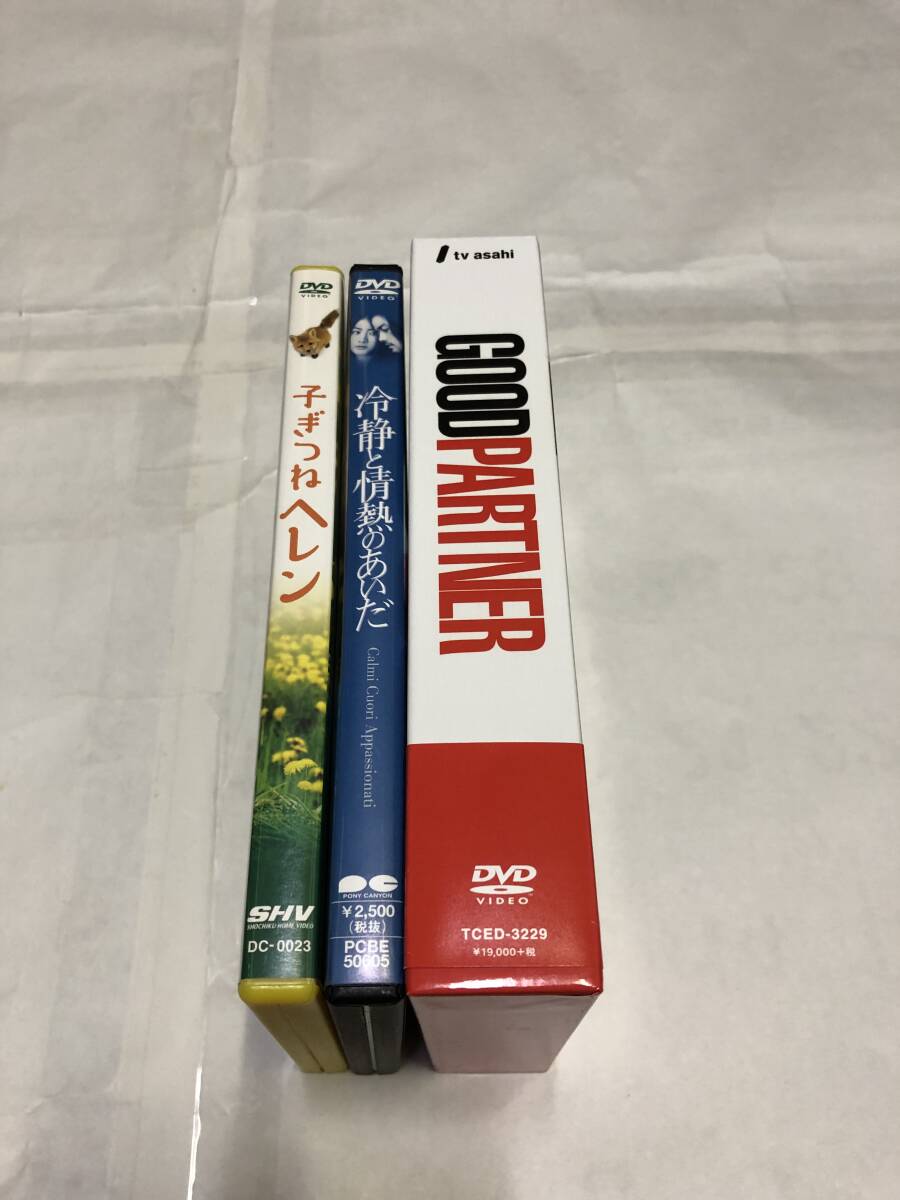 DVD
VIDEO
子ぎつねヘレン
SHV
SHOCHIKU HOME VIDEO
DC-0023
DVD
VIDEO
冷静と情熱のあいだ
Calmi Cuori Appassionati
PONY CANYON
¥2,500
(税抜)
PCBE
50605
tv asahi
GOOD PARTNER
DVD
VIDEO
TCED-3229
¥19,000+税